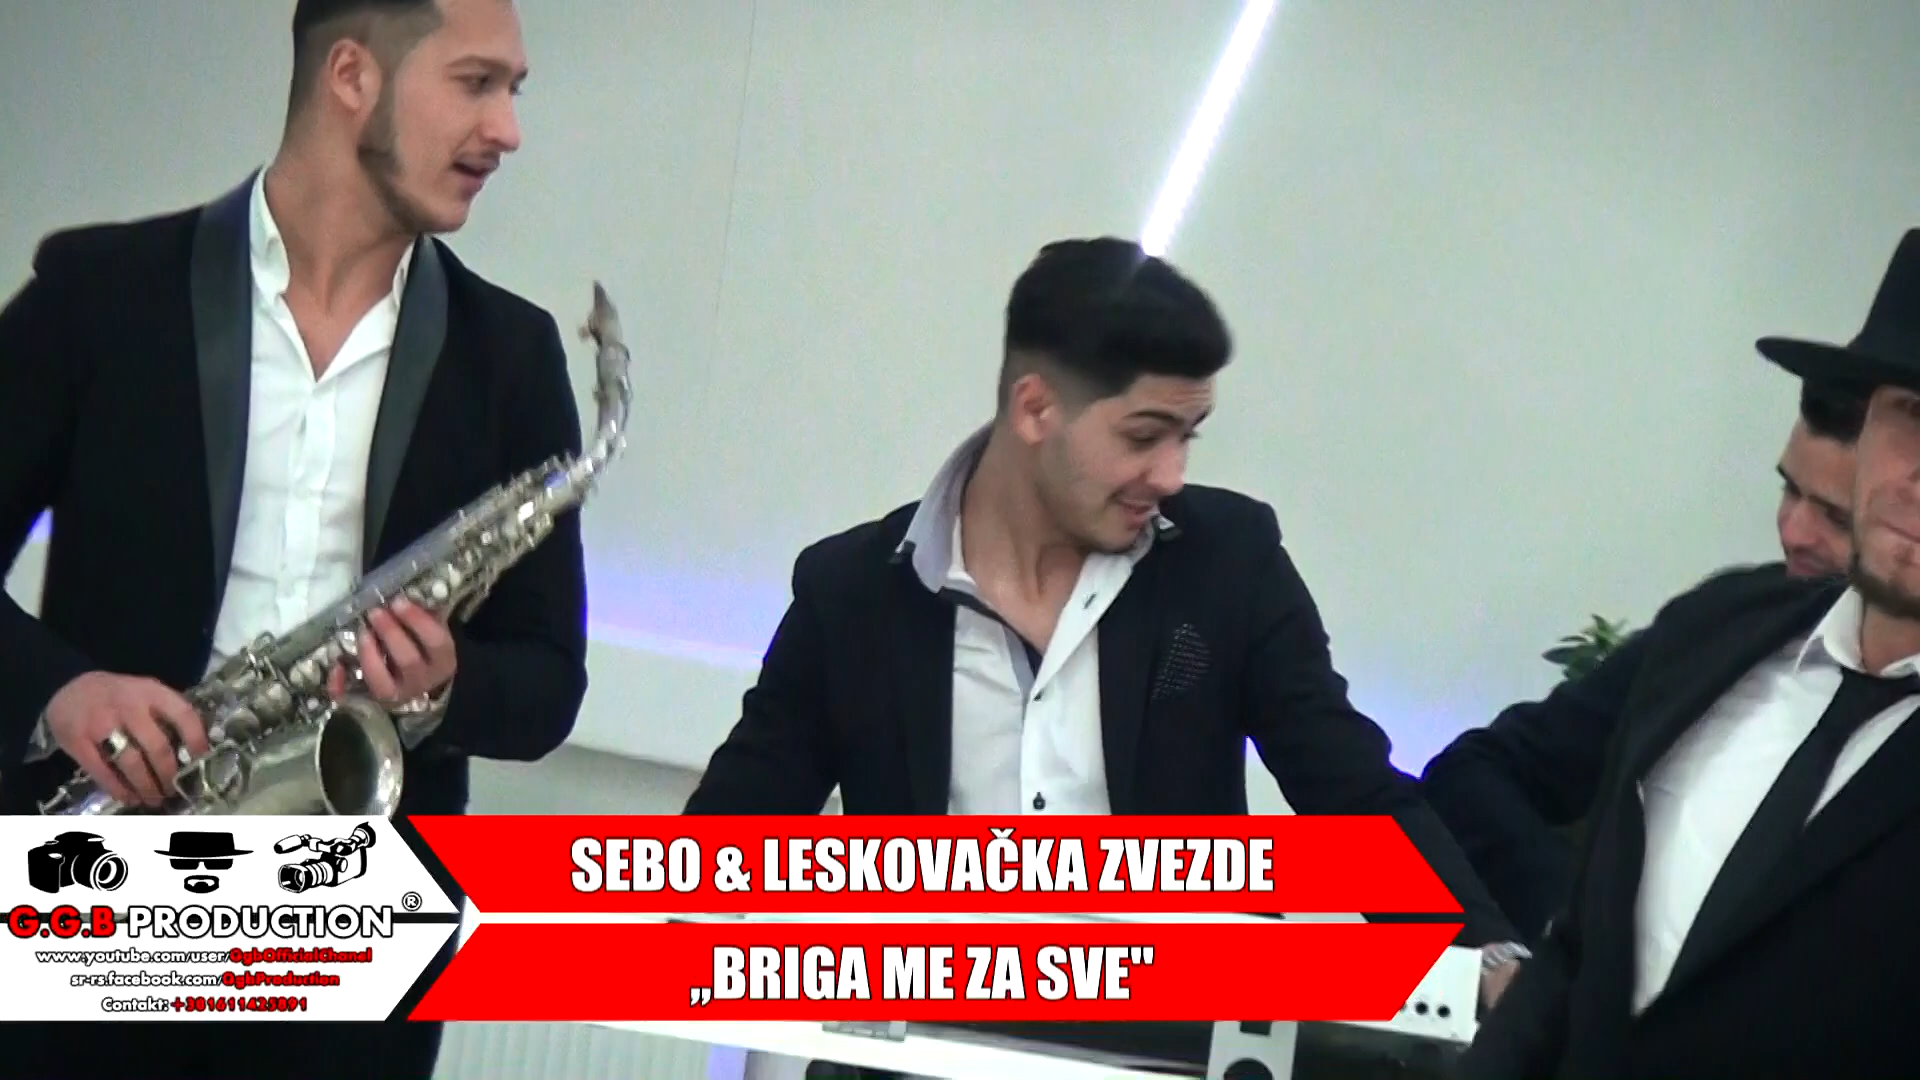 SEBO & LESKOVAČKA ZVEZDE
„BRIGA ME ZA SVE"
G.G.B PRODUCTION ®
www.youtube.com/user/GgbOfficialChanel
sr-rs.facebook.com/GgbProduction
Contakt: +381611425891